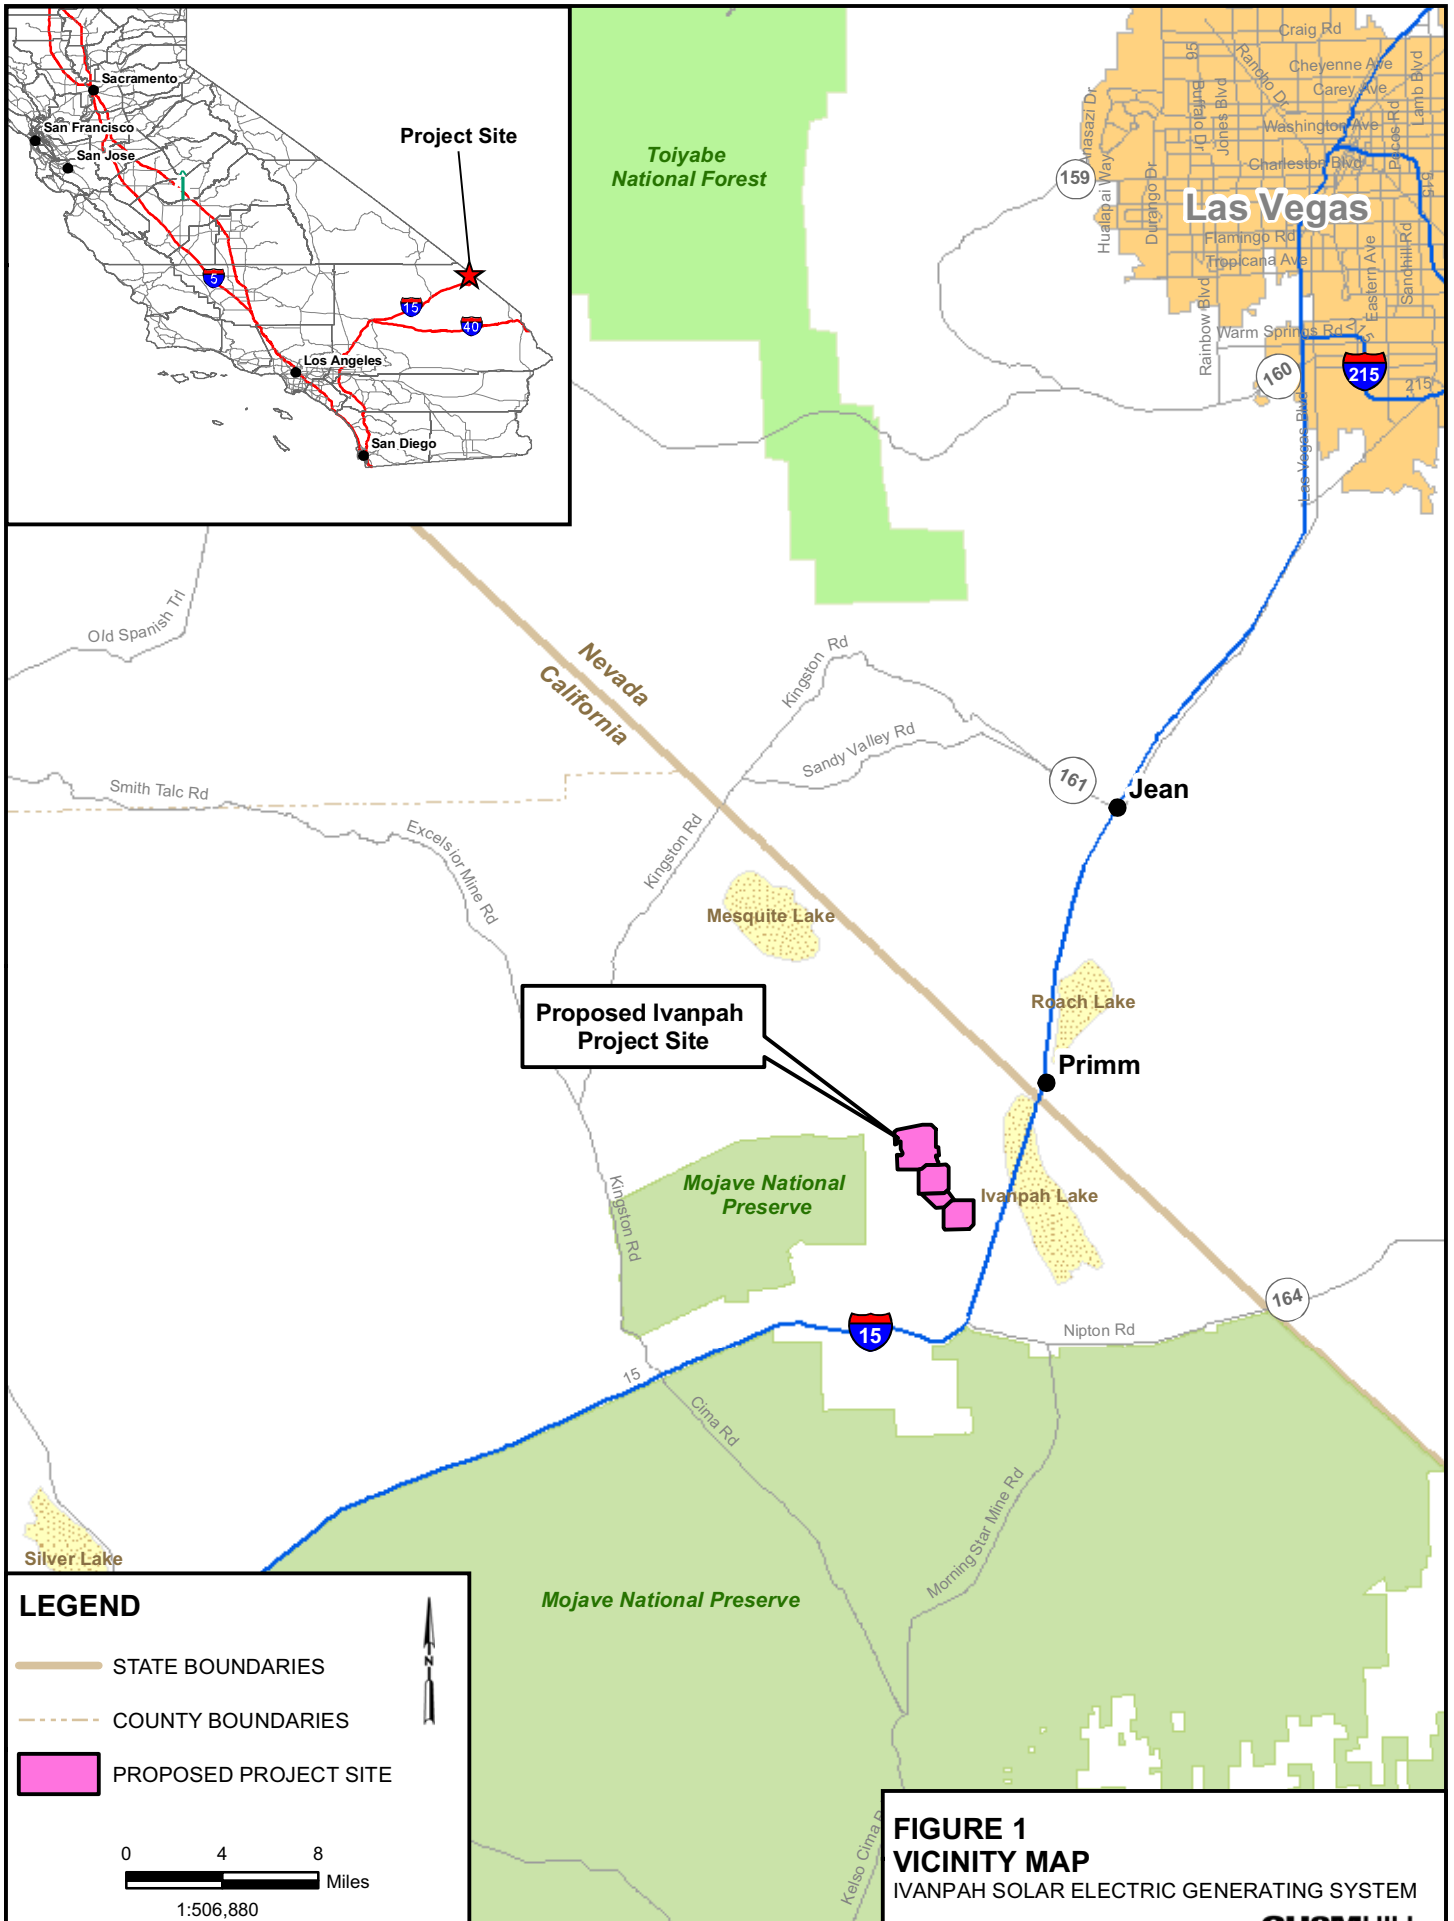 Sacramento
San Francisco
San Jose
Project Site
5
15
40
Los Angeles
San Diego
Toiyabe
National Forest
Craig Rd
95
Rancho Dr
Cheyenne Ave
Carey Ave
Lamb Blvd
Anasazi Dr
Buffalo Dr
Jones Blvd
Washington Ave
Pecos Rd
Charleston Blvd
159
Hualapai Way
Durango Dr
515
Las Vegas
Flamingo Rd
Tropicana Ave
Eastern Ave
Sandhill Rd
Rainbow Blvd
Warm Springs Rd
215
160
215
215
Las Vegas Blvd
Old Spanish Trl
Nevada
California
Kingston Rd
Sandy Valley Rd
161
Jean
Smith Talc Rd
Excelsior Mine Rd
Kingston Rd
Mesquite Lake
Roach Lake
Proposed Ivanpah
Project Site
Primm
Mojave National
Preserve
Ivanpah Lake
Kingston Rd
164
15
Nipton Rd
15
Cima Rd
Morning Star Mine Rd
Silver Lake
Mojave National Preserve
LEGEND
N
STATE BOUNDARIES
COUNTY BOUNDARIES
PROPOSED PROJECT SITE
0 4 8
Miles
1:506,880
Kelso Cima
FIGURE 1
VICINITY MAP
IVANPAH SOLAR ELECTRIC GENERATING SYSTEM